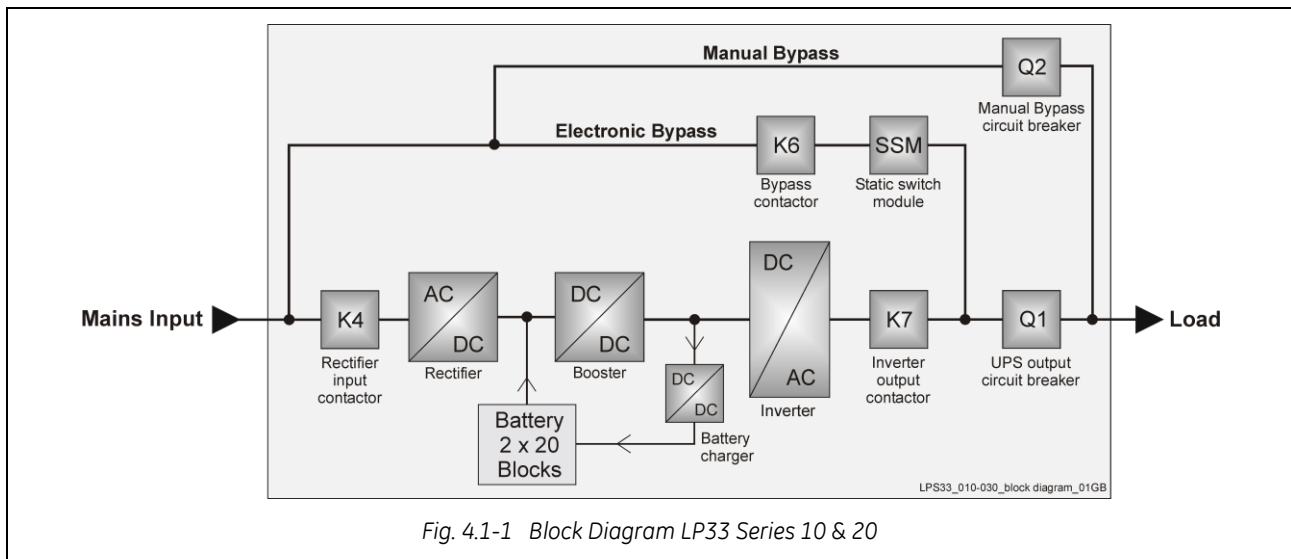 Manual Bypass
Q2
Manual Bypass
circuit breaker
Electronic Bypass
K6
Bypass
contactor
SSM
Static switch
module
Mains Input
K4
Rectifier
input
contactor
AC
DC
Rectifier
DC
DC
Booster
DC
DC
Battery
charger
Battery
2 x 20
Blocks
DC
AC
Inverter
K7
Inverter
output
contactor
Q1
UPS output
circuit breaker
Load
LPS33_010-030_block diagram_01GB
Fig. 4.1-1 Block Diagram LP33 Series 10 & 20